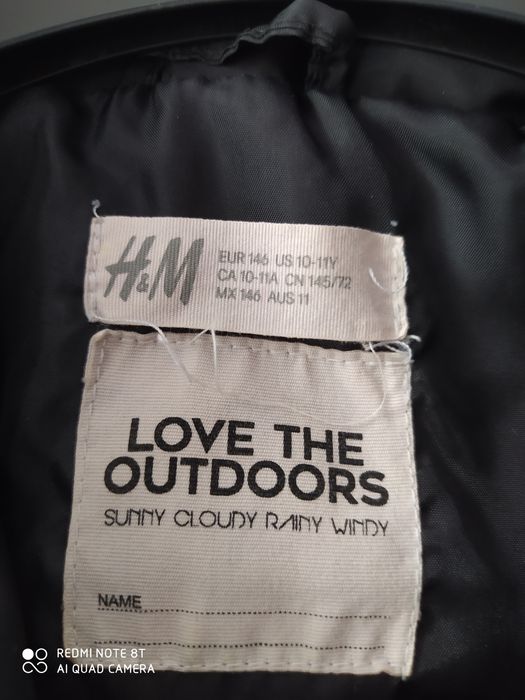 H&M
EUR 146 US 10-11Y
CA 10-11A CN 145/72
MX 146 AUS 11
LOVE THE
OUTDOORS
SUNNY CLOUDY RAINY WINDY
NAME
REDMI NOTE 8T
AI QUAD CAMERA